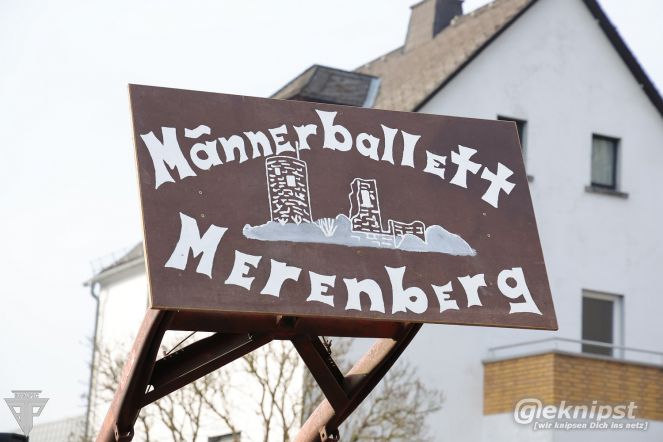 Männerballett
Merenberg
geknipst
[wir knipsen Dich ins netz]